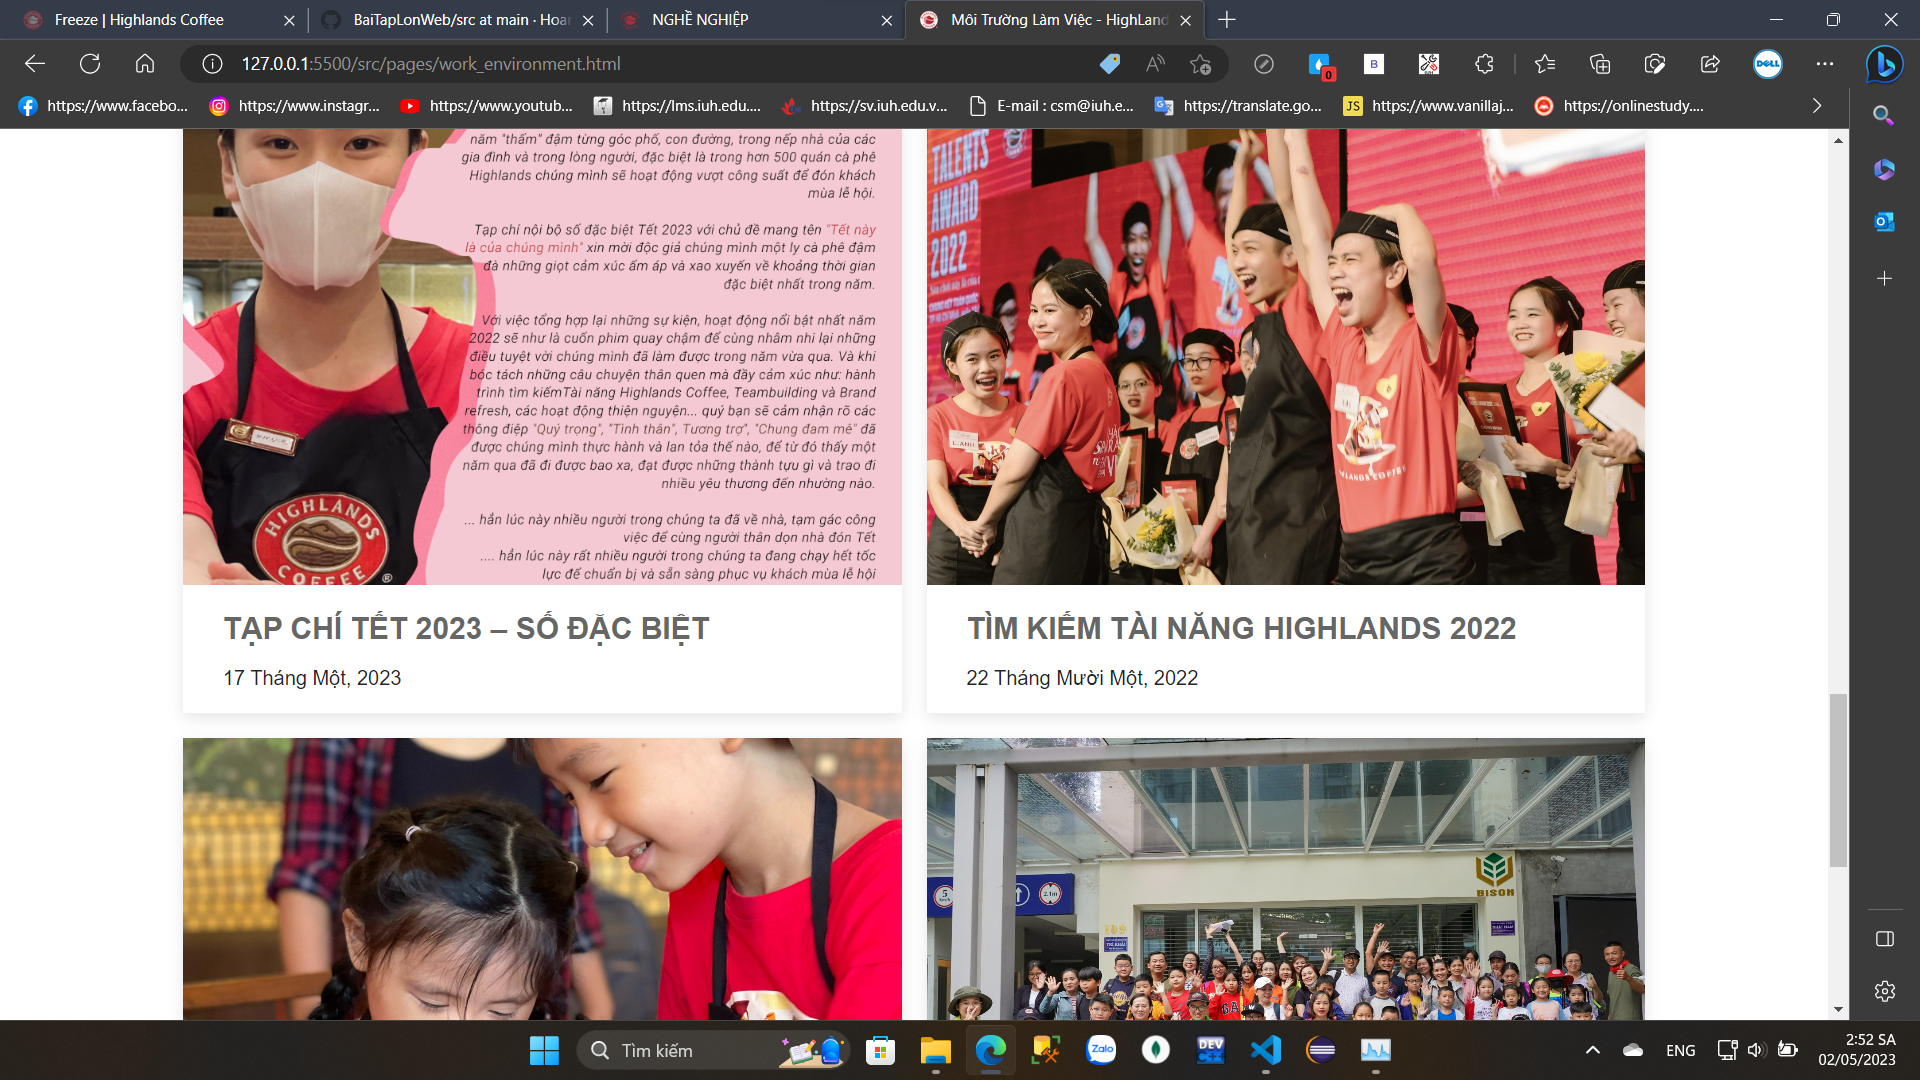 Freeze | Highlands Coffee
BaiTapLonWeb/src at main · Hoar
NGHỀ NGHIỆP
Môi Trường Làm Việc - HighLand
127.0.0.1:5500/src/pages/work_environment.html
0
B
DELL
https://www.facebo...
https://www.instagr...
https://www.youtub...
https://lms.iuh.edu....
https://sv.iuh.edu.v...
E-mail : csm@iuh.e...
https://translate.go...
JS
https://www.vanillaj...
https://onlinestudy....
năm "thấm" đậm từng góc phố, con đường, trong nếp nhà của các
gia đình và trong lòng người, đặc biệt là trong hơn 500 quán cà phê
Highlands chúng mình sẽ hoạt động vượt công suất để đón khách
mùa lễ hội.
Tạp chí nội bộ số đặc biệt Tết 2023 với chủ đề mang tên "Tết này
là của chúng mình" xin mời độc giả chúng mình một ly cà phê đậm
đà những giọt cảm xúc ấm áp và xao xuyến về khoảng thời gian
đặc biệt nhất trong năm.
Với việc tổng hợp lại những sự kiện, hoạt động nổi bật nhất năm
2022 sẽ như là cuốn phim quay chậm để cùng nhâm nhi lại những
điều tuyệt vời chúng mình đã làm được trong năm vừa qua. Và khi
bóc tách những câu chuyện thân quen mà đầy cảm xúc như: hành
trình tìm kiếmTài năng Highlands Coffee, Teambuilding và Brand
refresh, các hoạt động thiện nguyện... quý bạn sẽ cảm nhận rõ các
thông điệp "Quý trọng", "Tinh thần", Tương trợ", "Chung đam mê" đã
được chúng mình thực hành và lan tỏa thế nào, để từ đó thấy một
năm qua đã đi được bao xa, đạt được những thành tựu gì và trao đi
nhiều yêu thương đến nhường nào.
... hẳn lúc này nhiều người trong chúng ta đã về nhà, tạm gác công
việc để cùng người thân dọn nhà đón Tết
.... hẳn lúc này rất nhiều người trong chúng ta đang chạy hết tốc
lực để chuẩn bị và sẵn sàng phục vụ khách mùa lễ hội
HIGHLANDS
COFFEE
®
TALENTS
AWARD
2022
L. ANH
HIGHLANDS COFFEE
TẠP CHÍ TẾT 2023 – SỐ ĐẶC BIỆT
17 Tháng Một, 2023
TÌM KIẾM TÀI NĂNG HIGHLANDS 2022
22 Tháng Mười Một, 2022
BISOH
5
2.1m
Tìm kiếm
Zalo
DEV
ENG
2:52 SA
02/05/2023